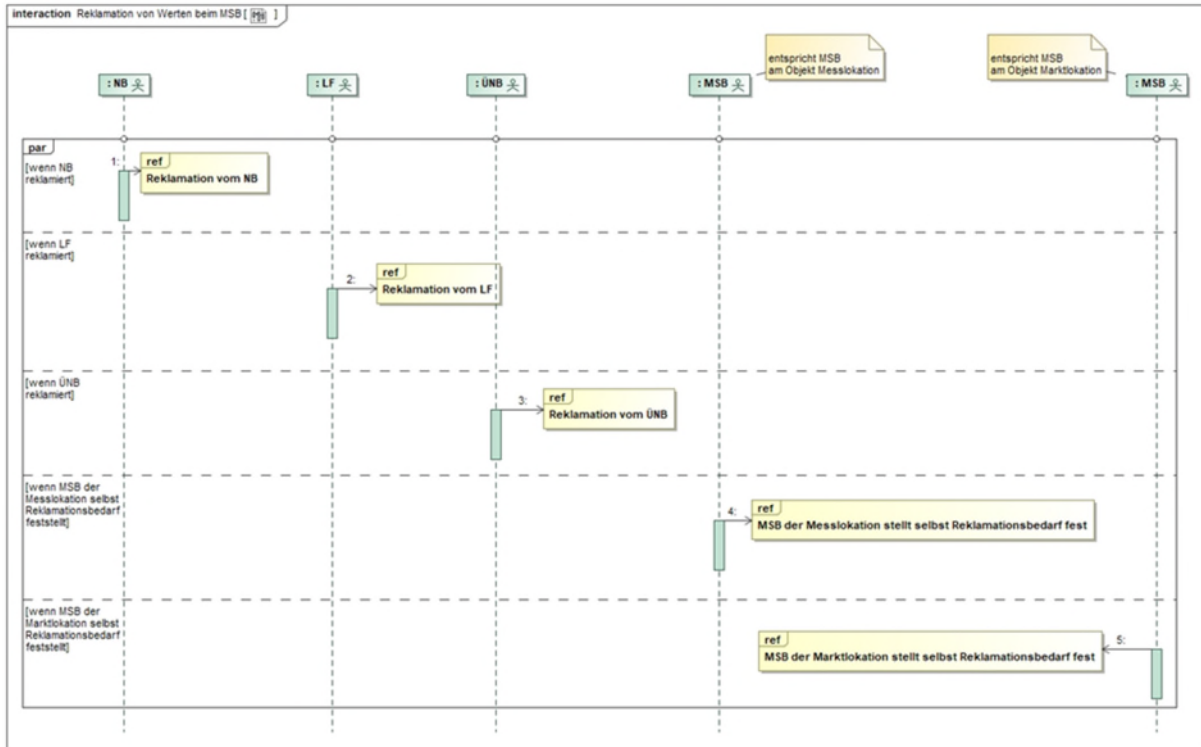 interaction Reklamation von Werten beim MSB [ ]
entspricht MSB
am Objekt Messlokation
entspricht MSB
am Objekt Marktlokation
: NB
: LF
: ÜNB
: MSB
: MSB
par
[wenn NB
reklamiert]
1:
ref
Reklamation vom NB
[wenn LF
reklamiert]
2:
ref
Reklamation vom LF
[wenn ÜNB
reklamiert]
3:
ref
Reklamation vom ÜNB
[wenn MSB der
Messlokation selbst
Reklamationsbedarf
feststellt]
4:
ref
MSB der Messlokation stellt selbst Reklamationsbedarf fest
[wenn MSB der
Marktlokation selbst
Reklamationsbedarf
feststellt]
5:
ref
MSB der Marktlokation stellt selbst Reklamationsbedarf fest